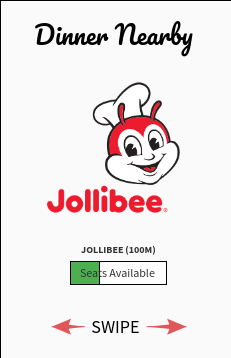 Dinner Nearby
Jollibee®
JOLLIBEE (100M)
Seats Available
SWIPE